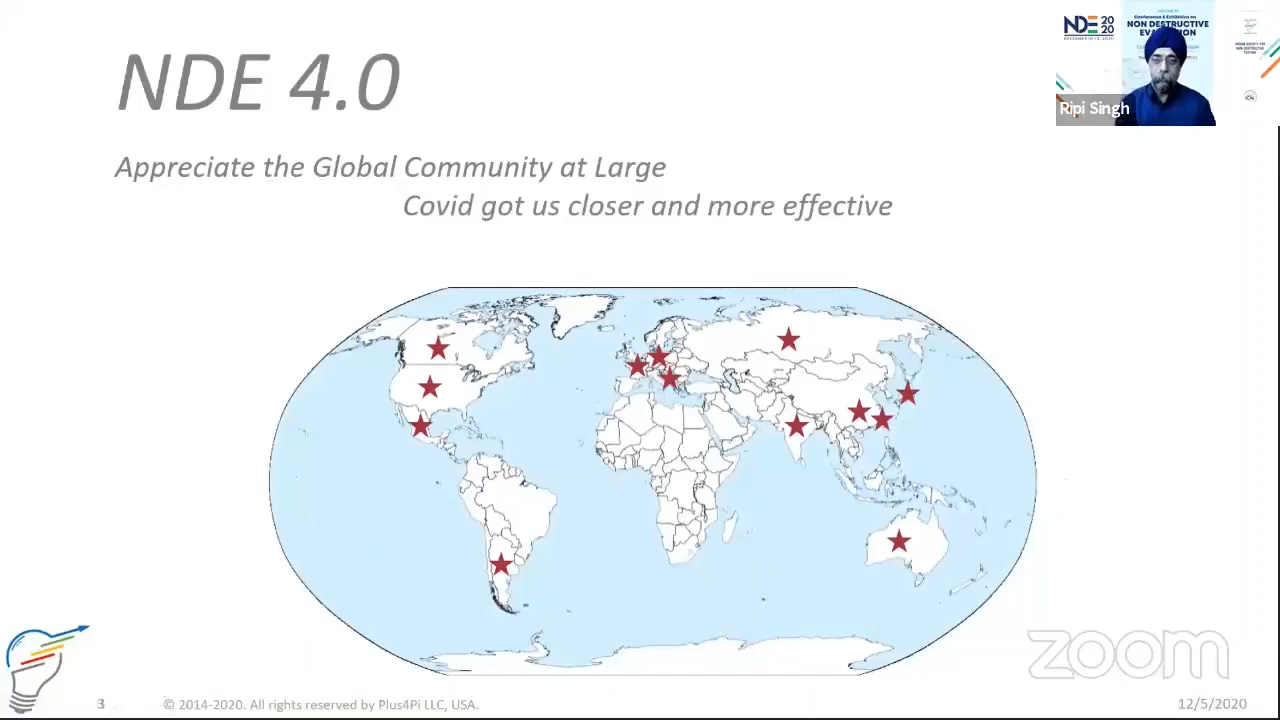 NDE 4.0
Appreciate the Global Community at Large
Covid got us closer and more effective
NDE 20
20
Conference & Exhibition on
NON DESTRUCTIVE
Ripi Singh
zoom
3
© 2014-2020. All rights reserved by Plus4Pi LLC, USA.
12/5/2020